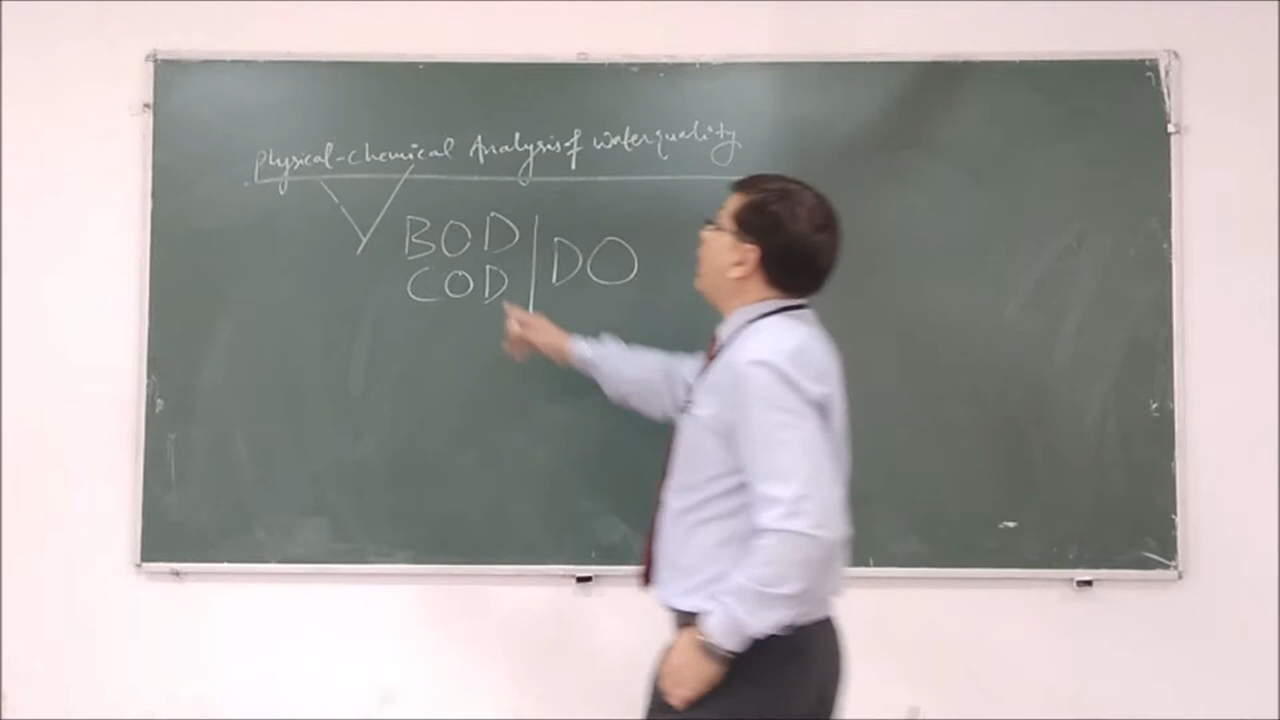 Physical-chemical Analysis of water quality
BOD | DO
COD